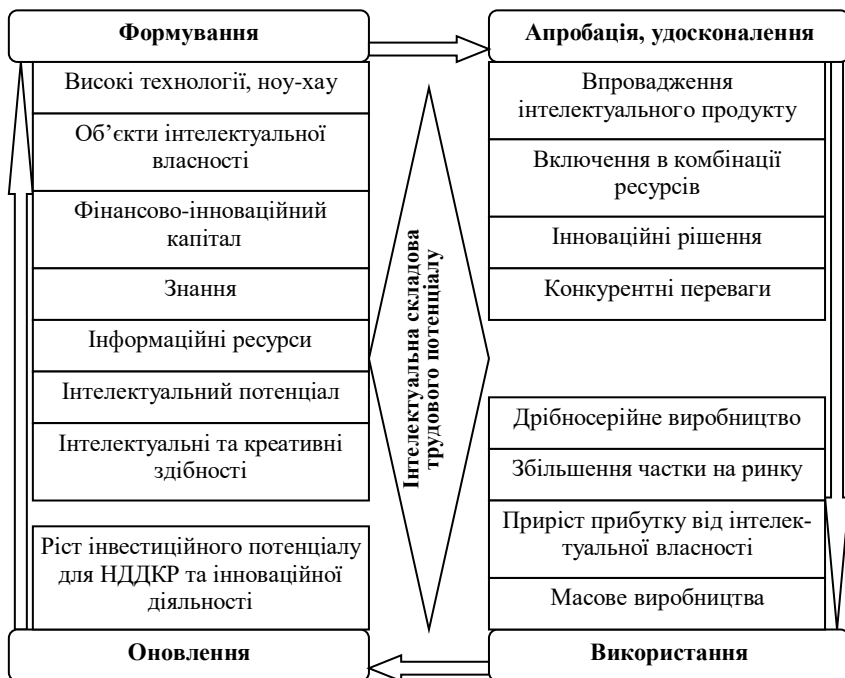 Формування
Високі технології, ноу-хау
Об’єкти інтелектуальної
власності
Фінансово-інноваційний
капітал
Знання
Інформаційні ресурси
Інтелектуальний потенціал
Інтелектуальні та креативні
здібності
Ріст інвестиційного потенціалу
для НДДКР та інноваційної
діяльності
Оновлення
Інтелектуальна складова
трудового потенціалу
Апробація, удосконалення
Впровадження
інтелектуального продукту
Включення в комбінації
ресурсів
Інноваційні рішення
Конкурентні переваги
Дрібносерійне виробництво
Збільшення частки на ринку
Приріст прибутку від інтелек-
туальної власності
Масове виробництва
Використання